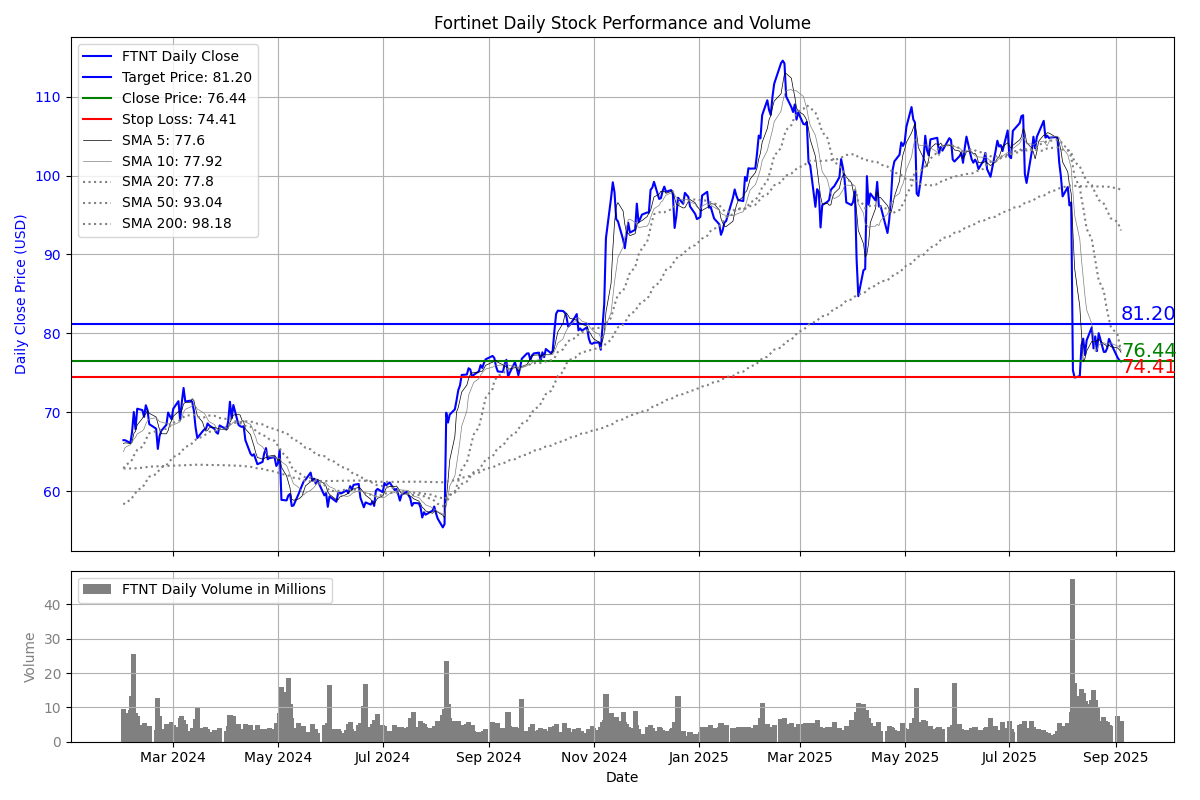 Fortinet Daily Stock Performance and Volume
FTNT Daily Close
Target Price: 81.20
Close Price: 76.44
Stop Loss: 74.41
SMA 5: 77.6
SMA 10: 77.92
SMA 20: 77.8
SMA 50: 93.04
SMA 200: 98.18
Daily Close Price (USD)
110
100
90
80
70
60
81.20
76.44
74.41
FTNT Daily Volume in Millions
Volume
40
30
20
10
0
Mar 2024 May 2024 Jul 2024 Sep 2024 Nov 2024 Jan 2025 Mar 2025 May 2025 Jul 2025 Sep 2025
Date